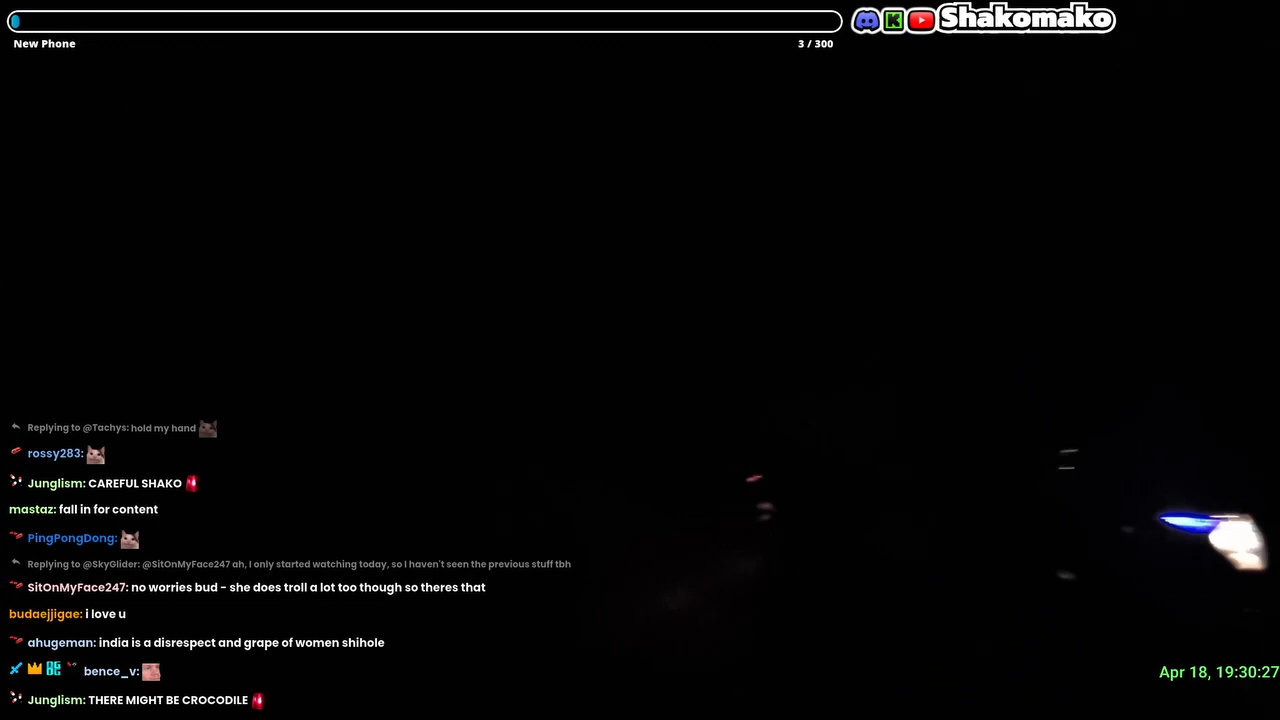 Shakomako
New Phone
3 / 300
Replying to @Tachys: hold my hand
rossy283:
Junglism: CAREFUL SHAKO
mastaz: fall in for content
PingPongDong:
Replying to @SkyGlider: @SitOnMyFace247 ah, I only started watching today, so I haven't seen the previous stuff tbh
SitOnMyFace247: no worries bud - she does troll a lot too though so theres that
budaejjigae: i love u
ahugeman: india is a disrespect and grape of women shihole
bence_v:
Junglism: THERE MIGHT BE CROCODILE
Apr 18, 19:30:27